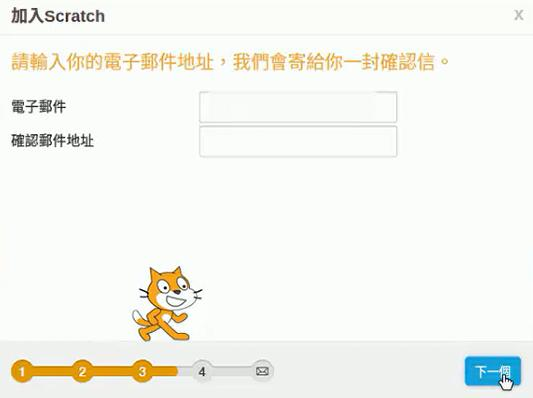 加入Scratch
x
請輸入你的電子郵件地址，我們會寄給你一封確認信。
電子郵件
確認郵件地址
1 2 3 4
下一個